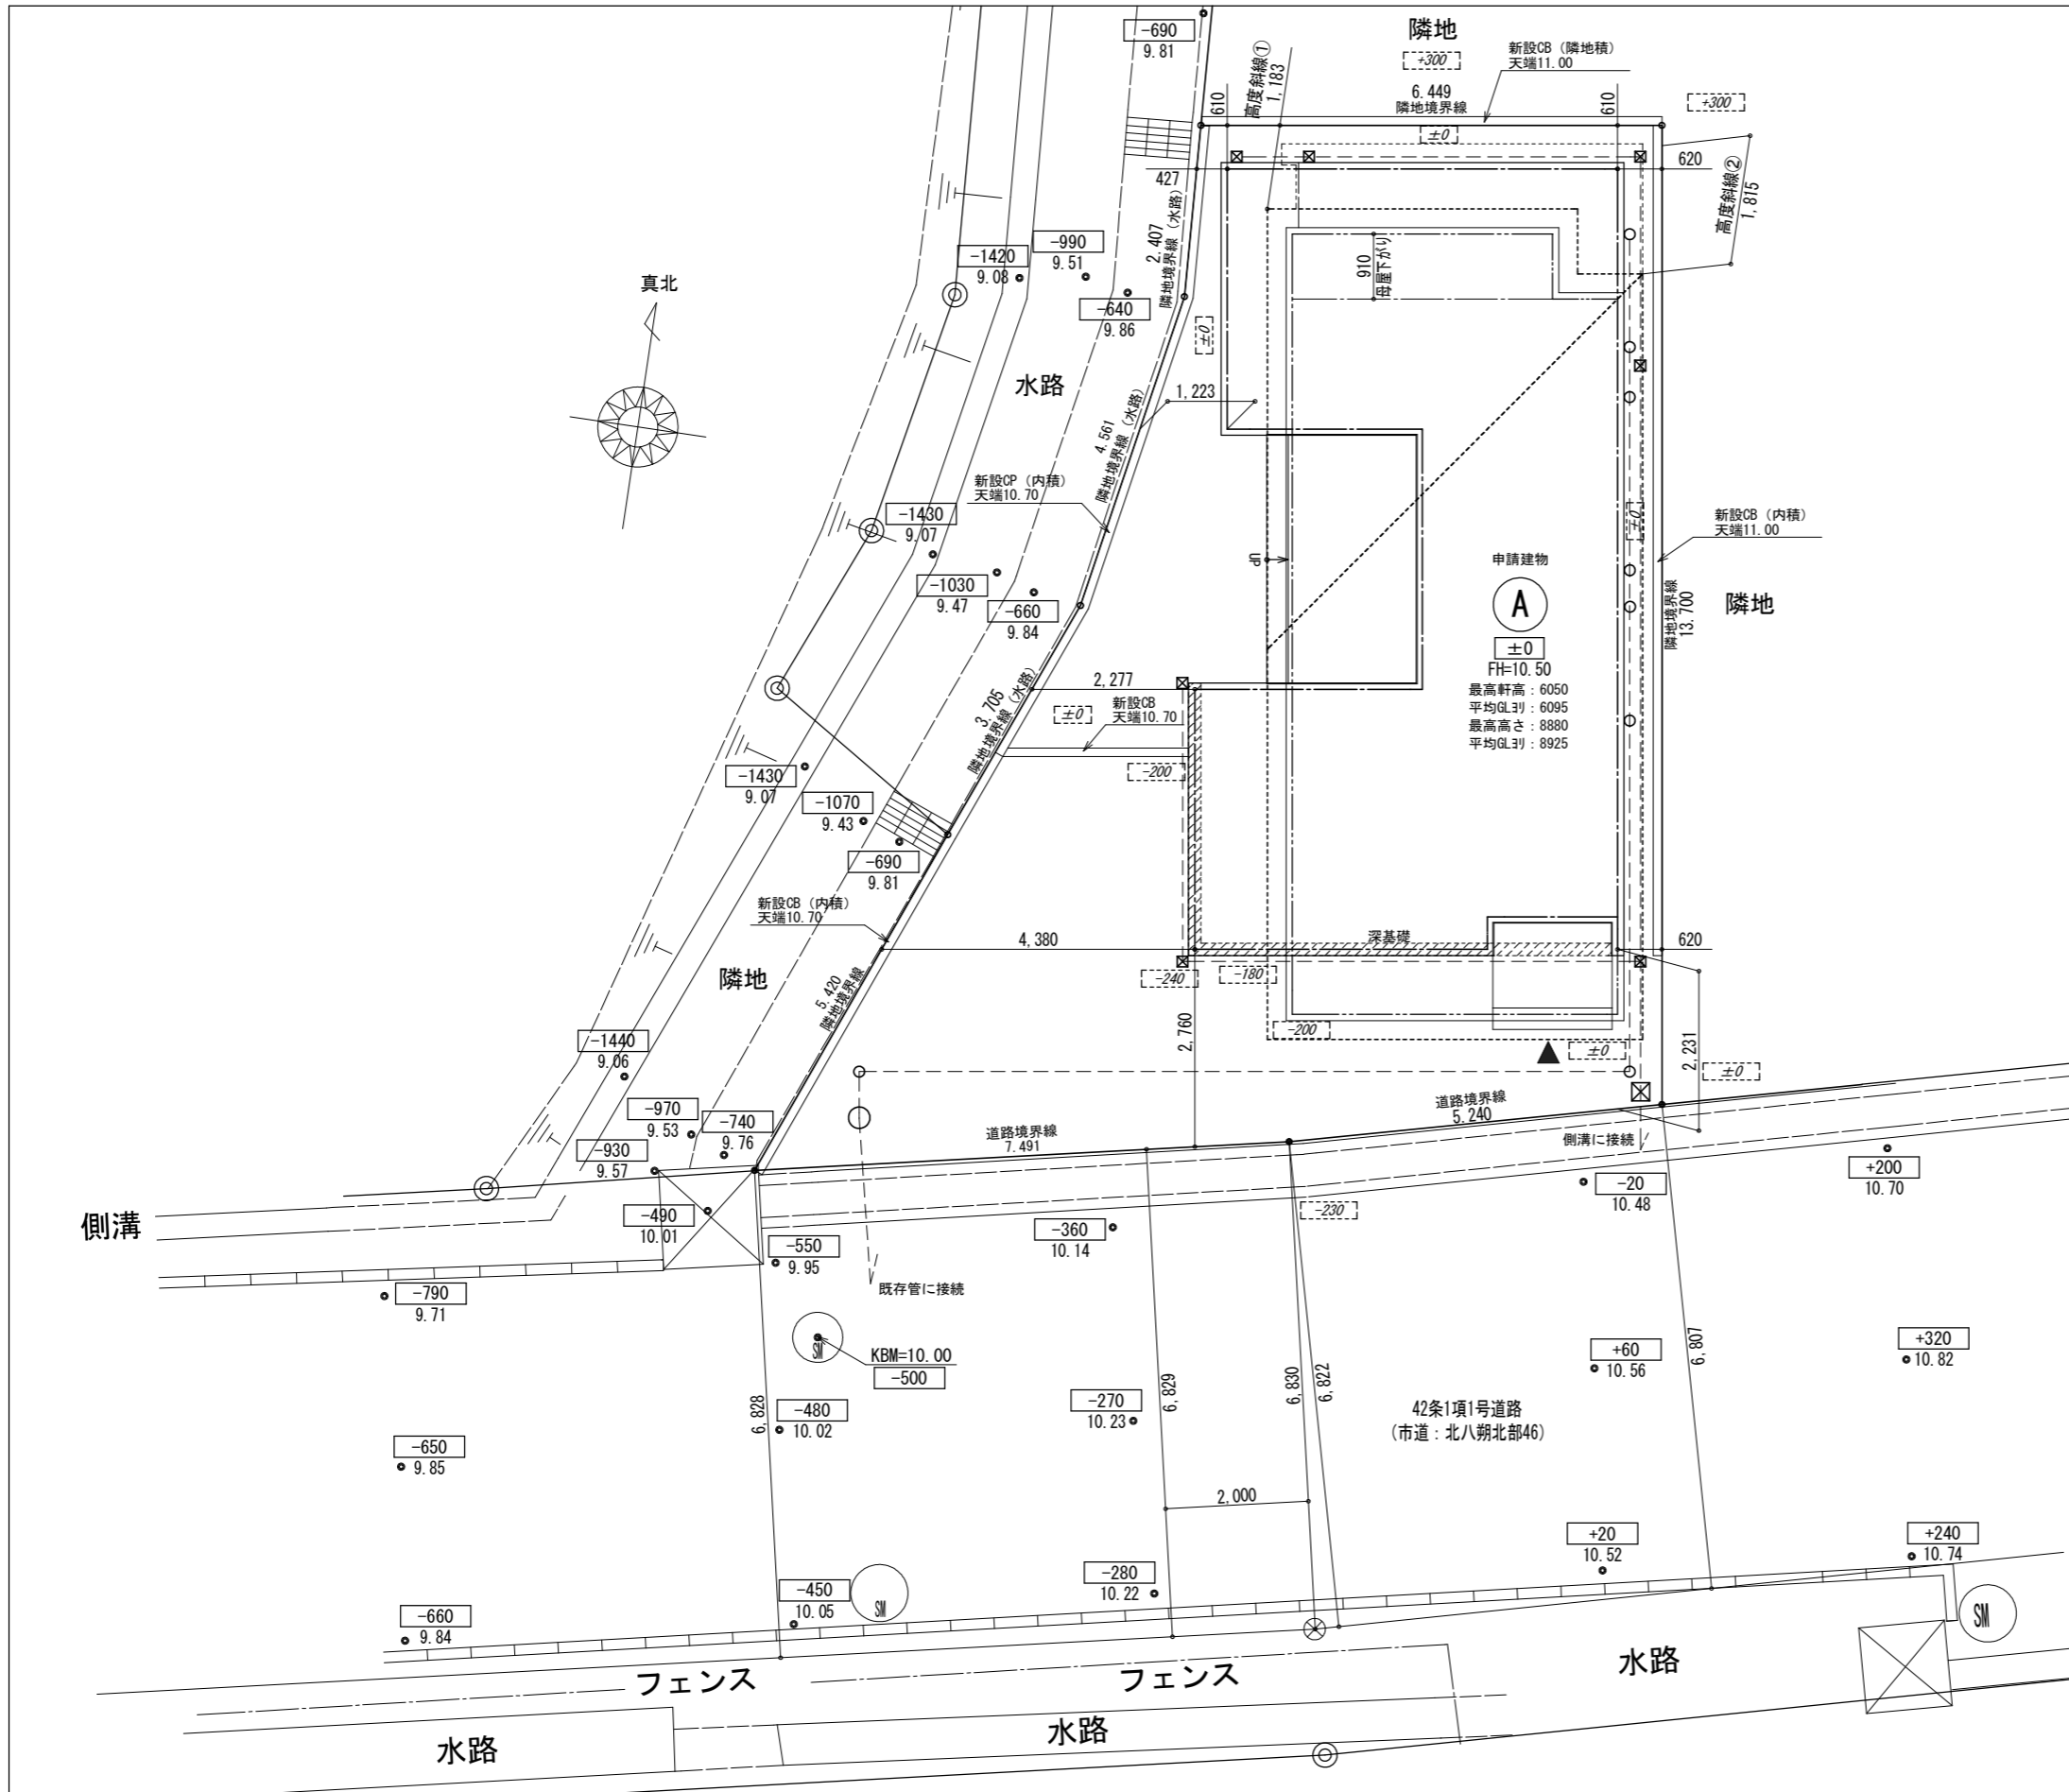 -690
9.81
隣地
+300
新設CB（隣地積）
天端11.00
高度斜線①
1,183
610
6.449
隣地境界線
610
+300
±0
620
高度斜線②
1,815
427
2.407
隣地境界線（水路）
-990
9.51
-1420
9.08
-640
9.86
910
母屋下がり
真北
±0
水路
1,223
4.561
隣地境界線（水路）
新設CP（内積）
天端10.70
-1430
9.07
-1030
9.47
-660
9.84
UP
±0
新設CB（内積）
天端11.00
申請建物
A
±0
FH=10.50
最高軒高：6050
平均GLﾖﾘ：6095
最高高さ：8880
平均GLﾖﾘ：8925
隣地境界線
13.700
隣地
2,277
3.705
隣地境界線（水路）
±0
新設CB
天端10.70
-200
-1430
9.07
-1070
9.43
-690
9.81
新設CB（内積）
天端10.70
4,380
深基礎
620
隣地
5.420
隣地境界線
-240
-180
2,760
-200
±0
2,231
±0
-1440
9.06
-970
9.53
-740
9.76
-930
9.57
道路境界線
7.491
道路境界線
5.240
側溝に接続
+200
10.70
-20
10.48
側溝
-490
10.01
-230
-360
10.14
-550
9.95
既存管に接続
-790
9.71
SM
KBM=10.00
-500
6,828
-480
10.02
-270
10.23
6,829
6,830
6,822
+60
10.56
6,807
+320
10.82
42条1項1号道路
（市道：北八朔北部46）
-650
9.85
2,000
+20
10.52
+240
10.74
-280
10.22
-450
10.05
SM
-660
9.84
SM
フェンス
フェンス
水路
水路
水路